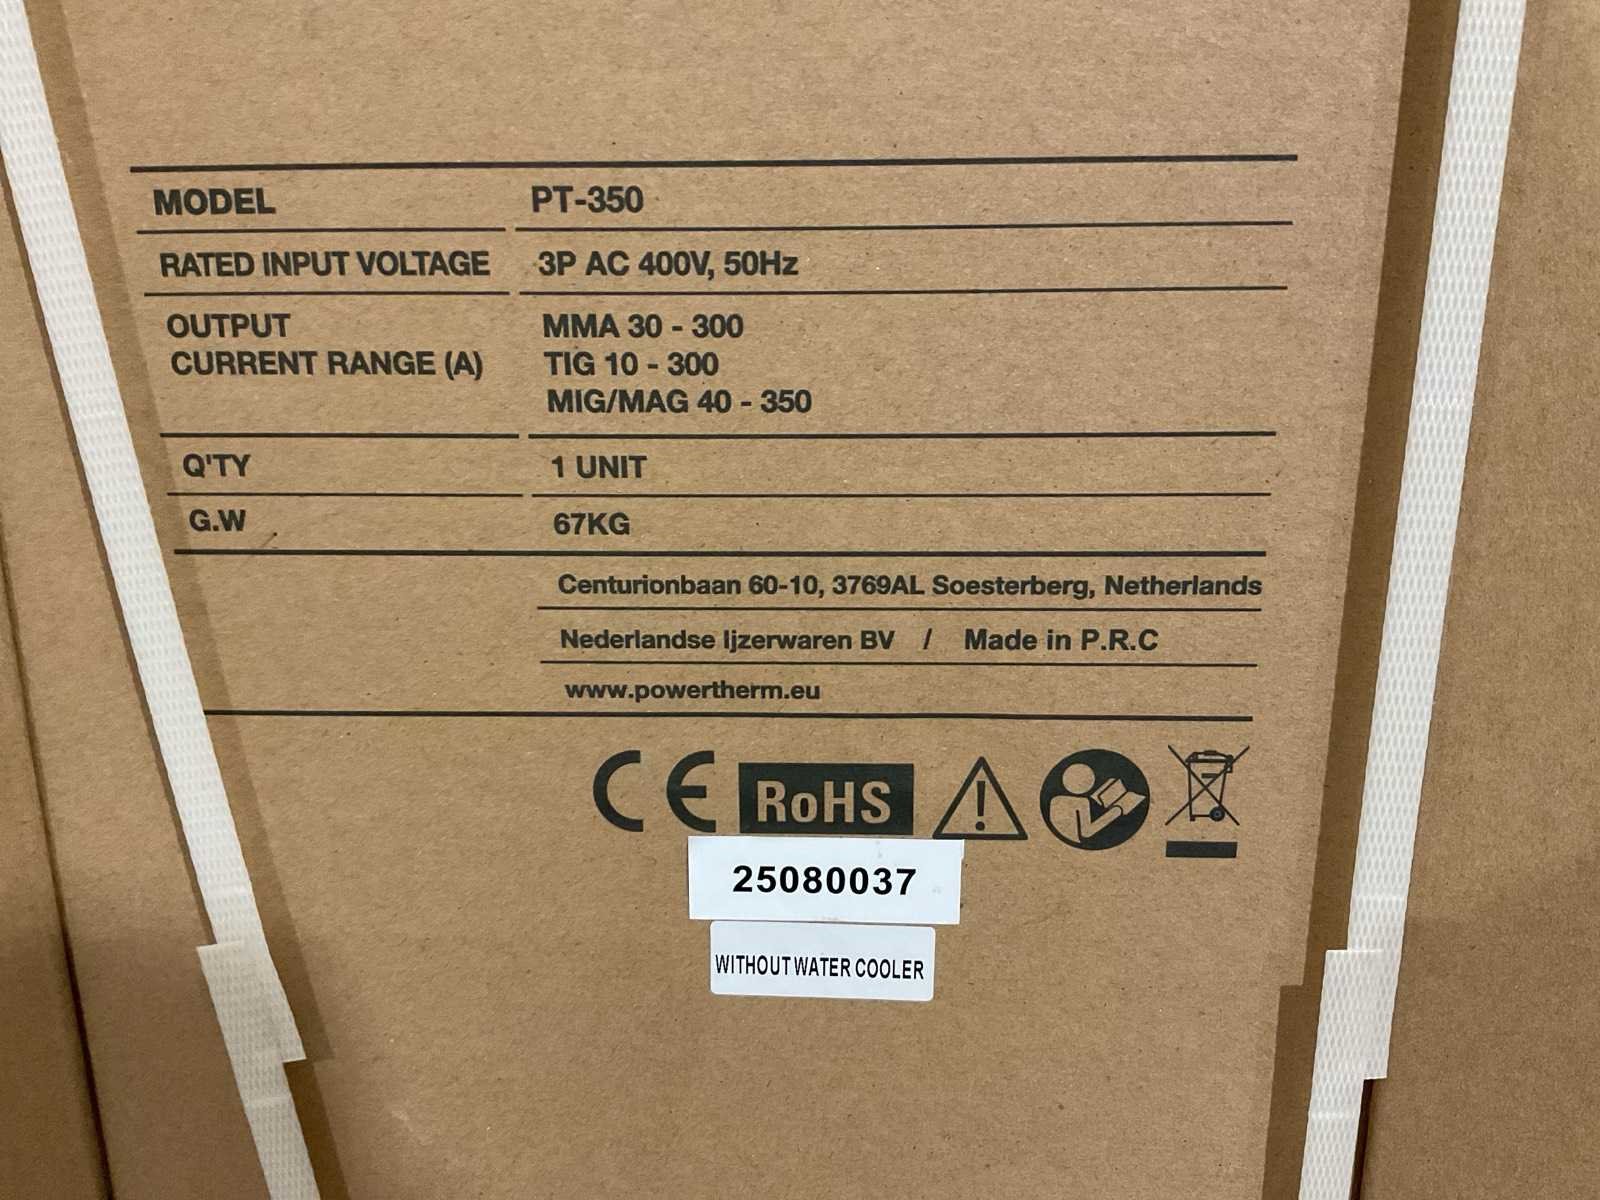 MODEL PT-350
RATED INPUT VOLTAGE 3P AC 400V, 50Hz
OUTPUT MMA 30 - 300
CURRENT RANGE (A) TIG 10 - 300
MIG/MAG 40 - 350
Q'TY 1 UNIT
G.W 67KG
Centurionbaan 60-10, 3769AL Soesterberg, Netherlands
Nederlandse Ijzerwaren BV / Made in P.R.C
www.powertherm.eu
CE RoHS
25080037
WITHOUT WATER COOLER